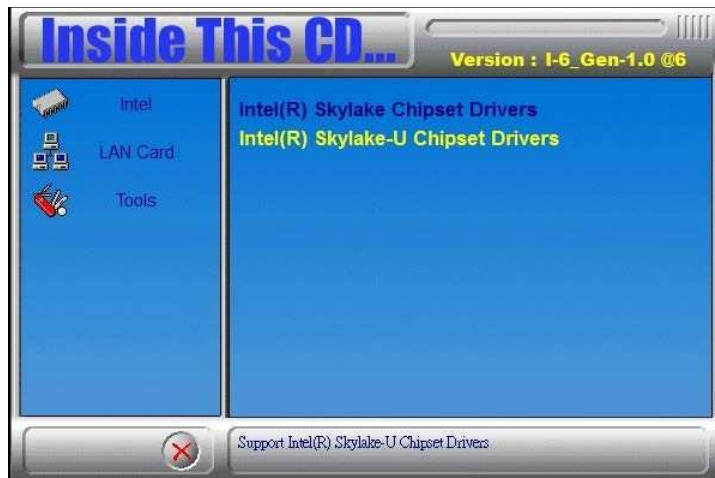 Inside This CD...
Version : I-6_Gen-1.0 @6
Intel
LAN Card
Tools
Intel(R) Skylake Chipset Drivers
Intel(R) Skylake-U Chipset Drivers
Support Intel(R) Skylake-U Chipset Drivers